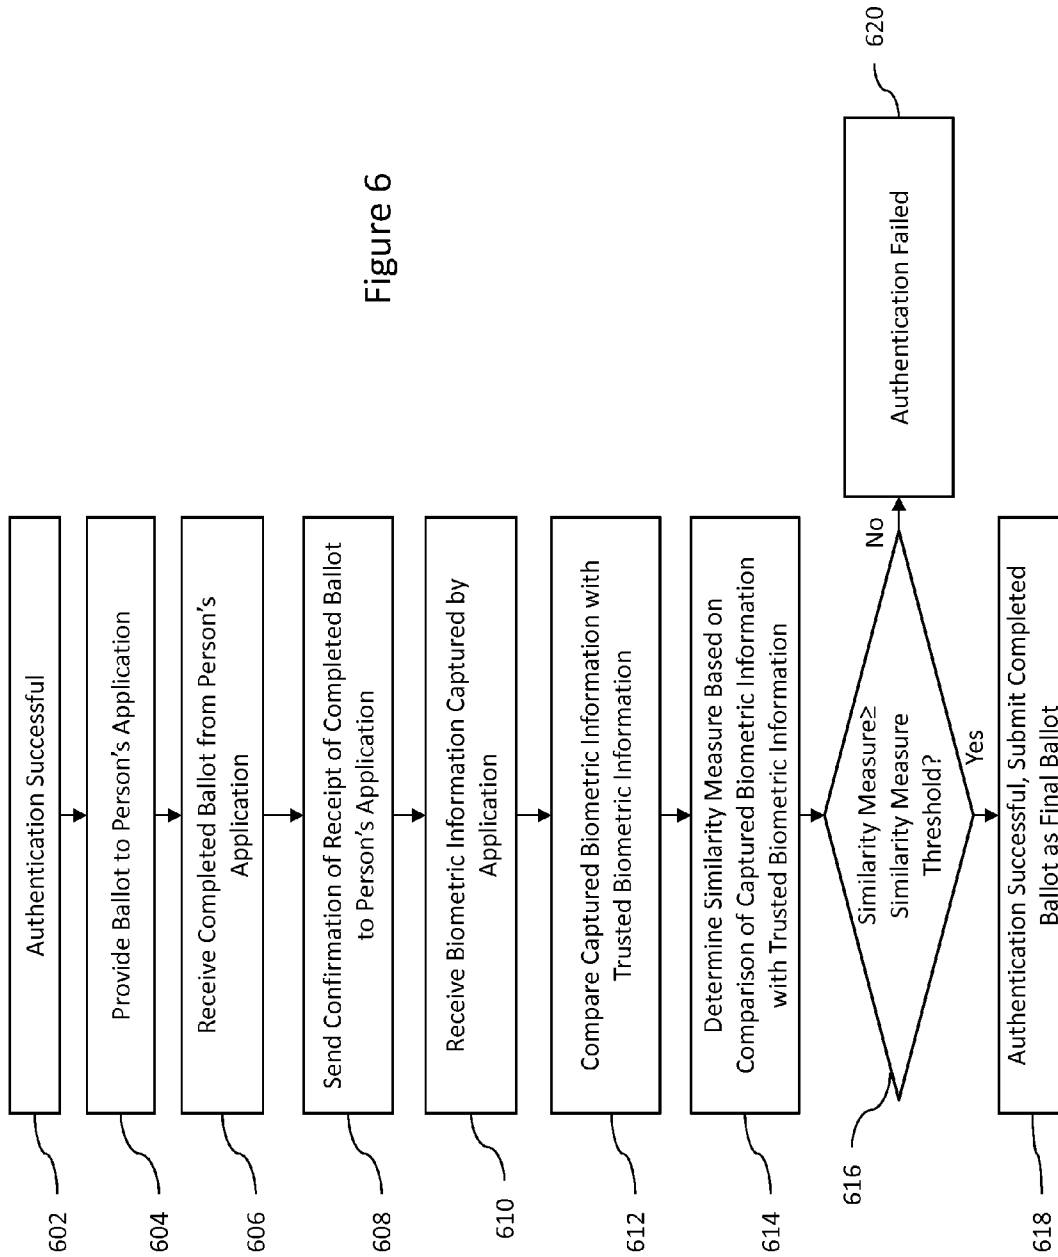 602
Authentication Successful
604
Provide Ballot to Person's Application
606
Receive Completed Ballot from Person's
Application
608
Send Confirmation of Receipt of Completed Ballot
to Person's Application
610
Receive Biometric Information Captured by
Application
612
Compare Captured Biometric Information with
Trusted Biometric Information
614
Determine Similarity Measure Based on
Comparison of Captured Biometric Information
with Trusted Biometric Information
616
Similarity Measure≥
Similarity Measure
Threshold?
No
Yes
620
Authentication Failed
618
Authentication Successful, Submit Completed
Ballot as Final Ballot
Figure 6